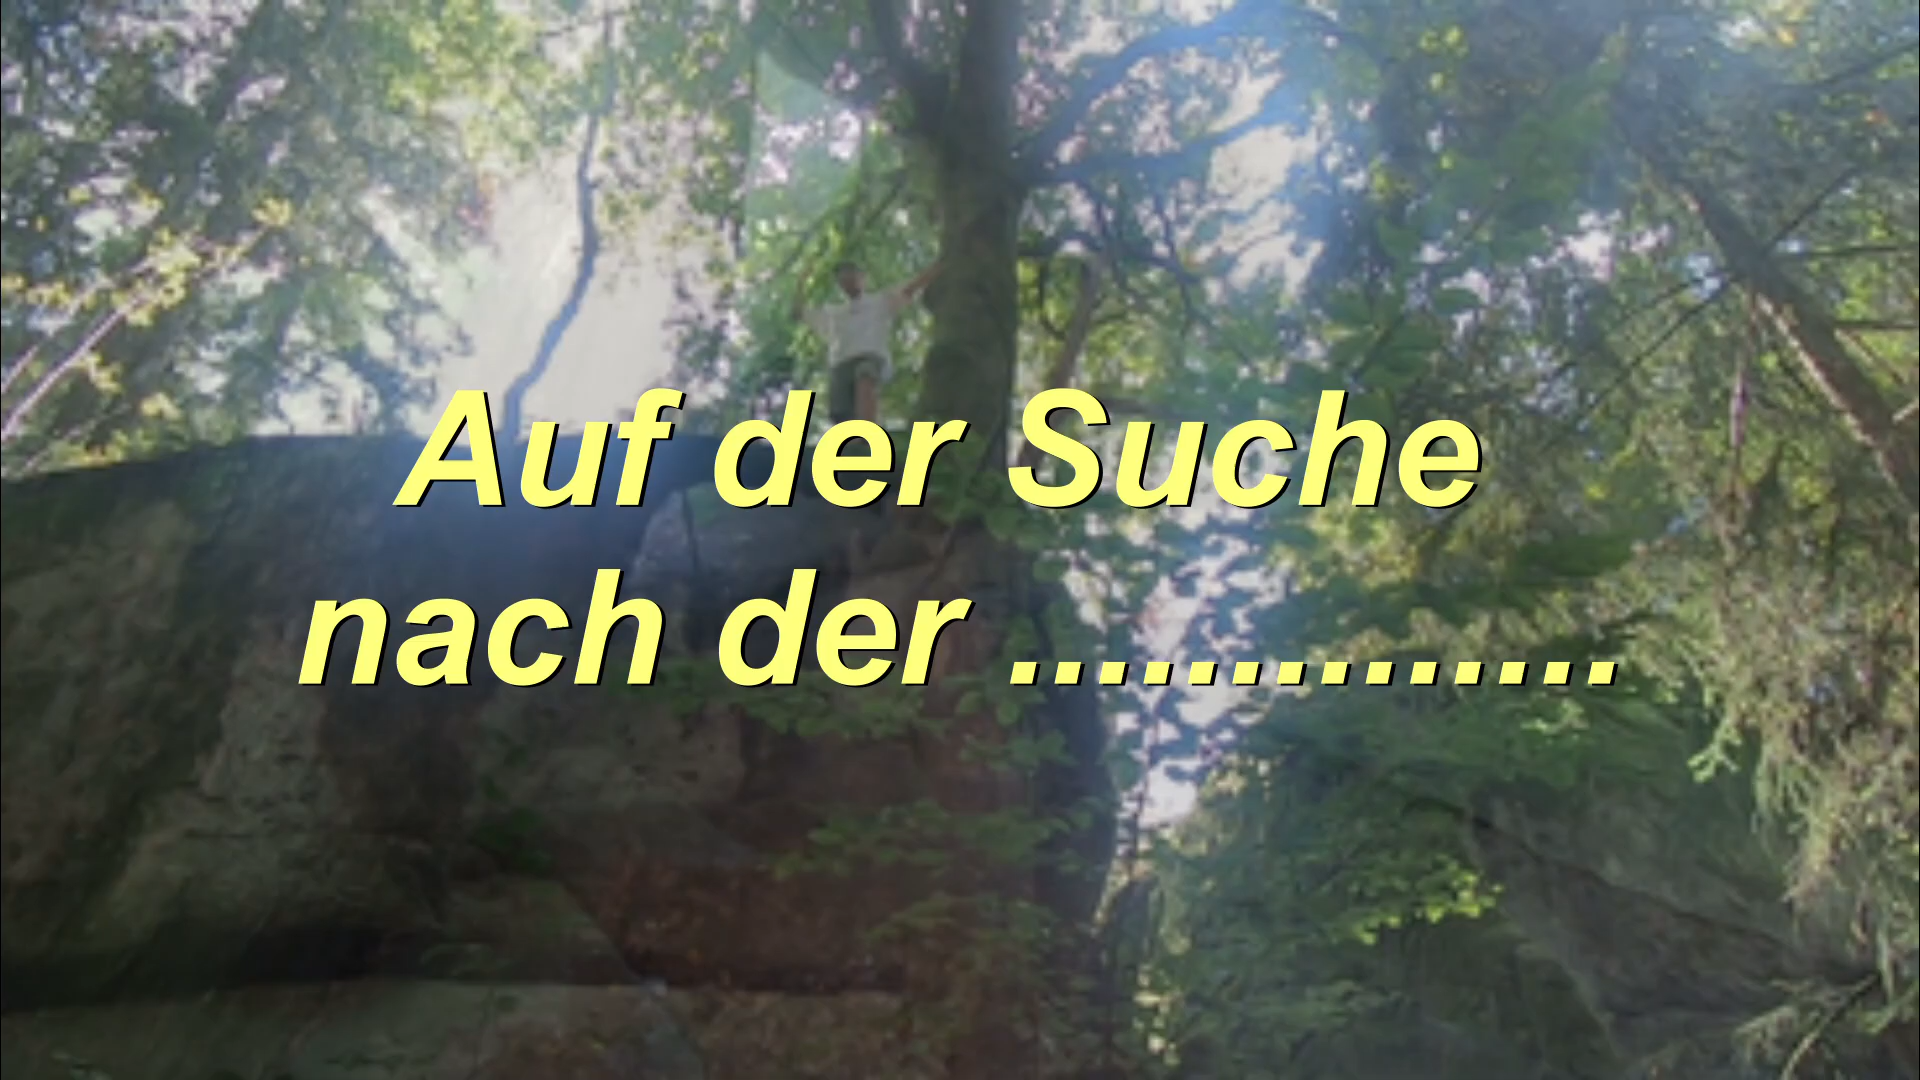 Auf der Suche
nach der ..............